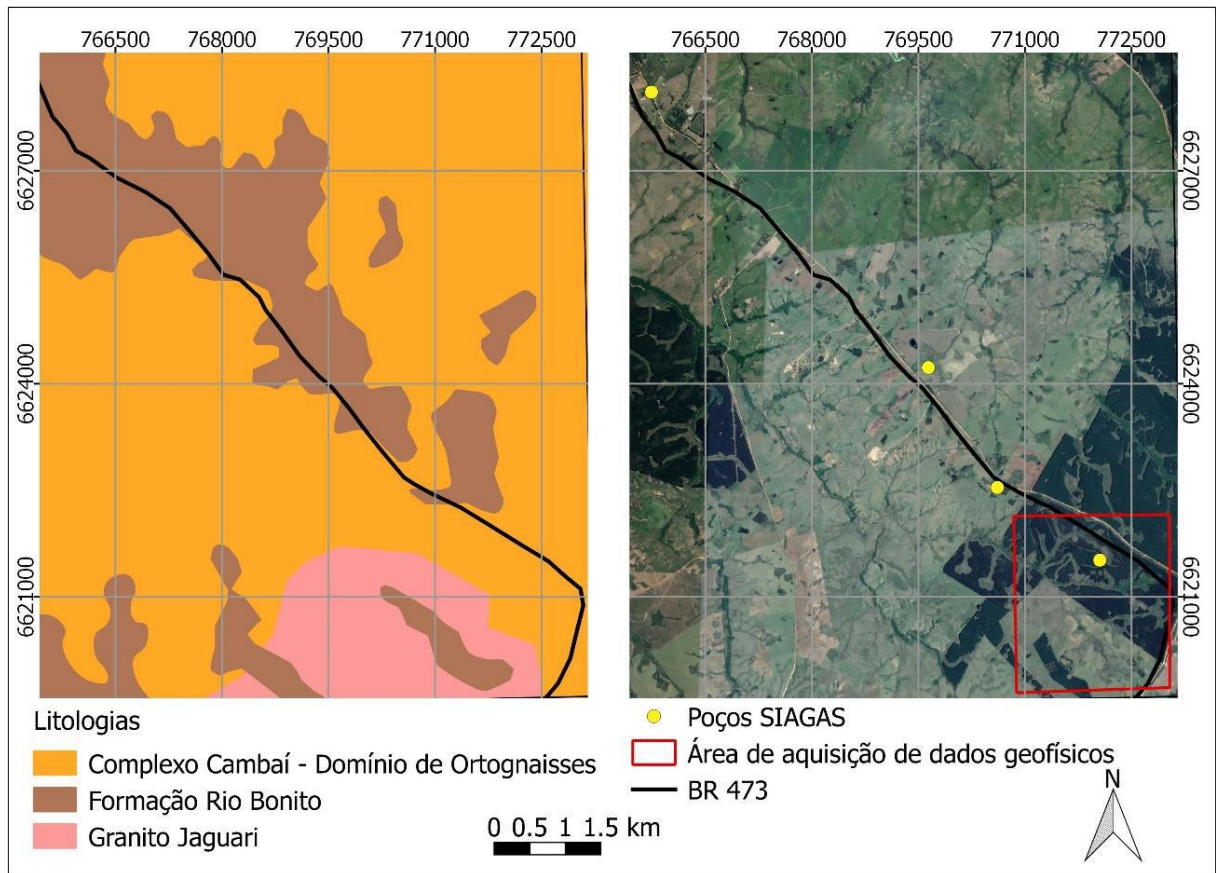 766500 768000 769500 771000 772500
766500 768000 769500 771000 772500
6627000
6627000
6624000
6624000
6621000
6621000
Litologias
Complexo Cambaí - Domínio de Ortognaisses
Formação Rio Bonito
Granito Jaguari
Poços SIAGAS
Área de aquisição de dados geofísicos
BR 473
0 0.5 1 1.5 km
N